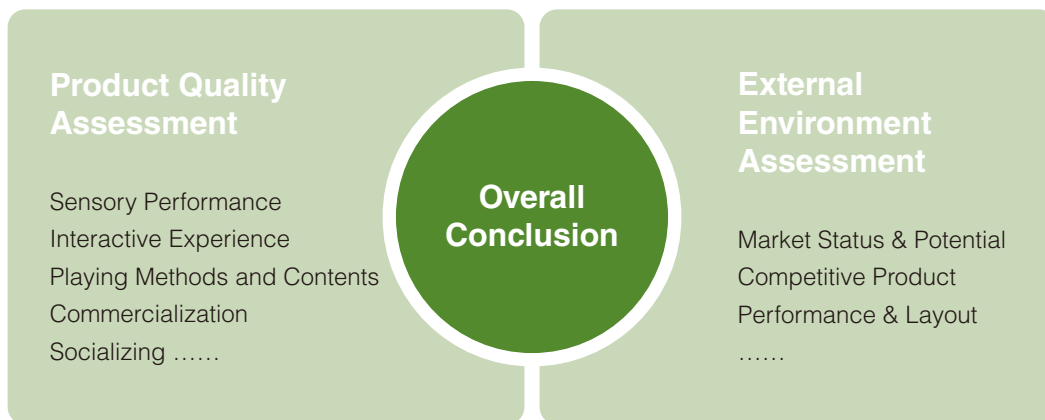 Product Quality
Assessment
Sensory Performance
Interactive Experience
Playing Methods and Contents
Commercialization
Socializing ……
Overall
Conclusion
External
Environment
Assessment
Market Status & Potential
Competitive Product
Performance & Layout
……